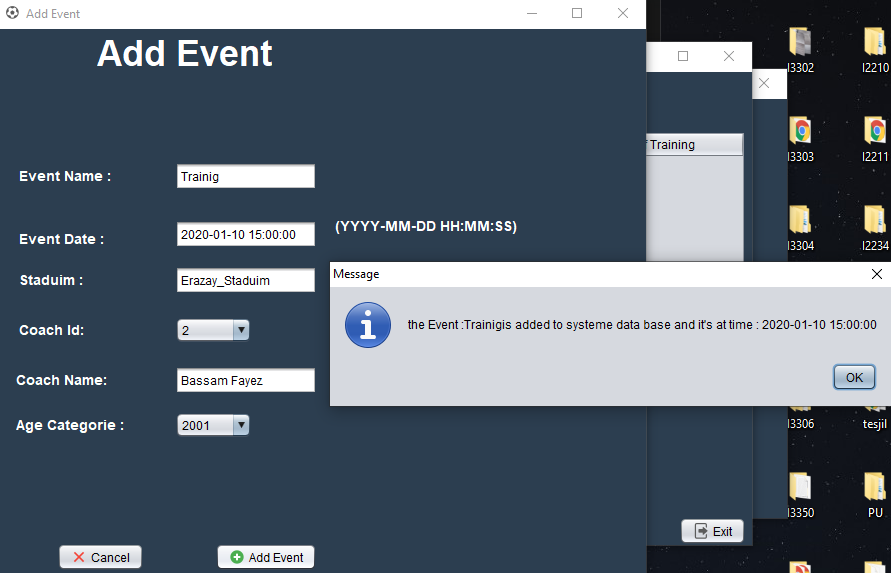 Add Event
Add Event
Event Name :
Trainig
Event Date :
2020-01-10 15:00:00
(YYYY-MM-DD HH:MM:SS)
Staduim :
Erazay_Staduim
Coach Id:
2
Coach Name:
Bassam Fayez
Age Categorie :
2001
Cancel
Add Event
Training
Message
the Event :Trainigis added to systeme data base and it's at time : 2020-01-10 15:00:00
OK
Exit
I3302
I2210
I3303
I2211
I3304
I2234
I3306
tesjil
I3350
PU